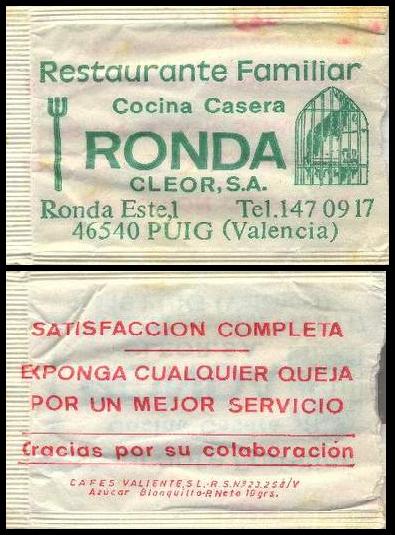 Restaurante Familiar
Cocina Casera
RONDA
CLEOR, S.A.
Ronda Este,1 Tel.147 09 17
46540 PUIG (Valencia)
SATISFACCION COMPLETA
EXPONGA CUALQUIER QUEJA
POR UN MEJOR SERVICIO
Gracias por su colaboración
CAFES VALIENTE,S.L.-R.S.Nº23.258/V
Azúcar Blanquilla-P.Neto 10grs.